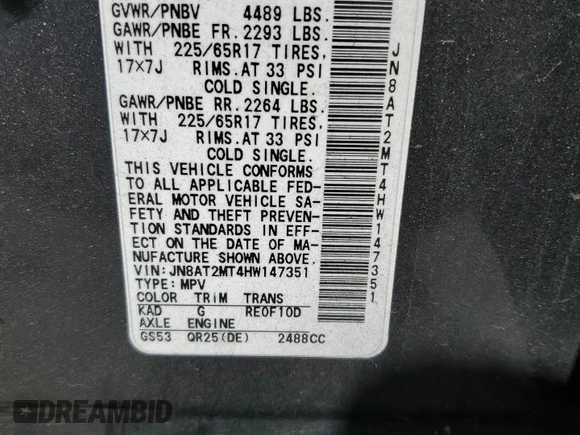 GVWR/PNBV 4489 LBS.
GAWR/PNBE FR. 2293 LBS.
WITH 225/65R17 TIRES,
17×7J RIMS. AT 33 PSI
COLD SINGLE.
GAWR/PNBE RR. 2264 LBS.
WITH 225/65R17 TIRES,
17×7J RIMS. AT 33 PSI
COLD SINGLE.
THIS VEHICLE CONFORMS
TO ALL APPLICABLE FED-
ERAL MOTOR VEHICLE SA-
FETY AND THEFT PREVEN-
TION STANDARDS IN EFF-
ECT ON THE DATE OF MA-
NUFACTURE SHOWN ABOVE.
VIN: JN8AT2MT4HW147351
TYPE: MPV
COLOR TRIM TRANS
KAD G RE0F10D
AXLE ENGINE
GS53 QR25(DE) 2488CC
JN8AT2MT4HW147351
DREAMBID